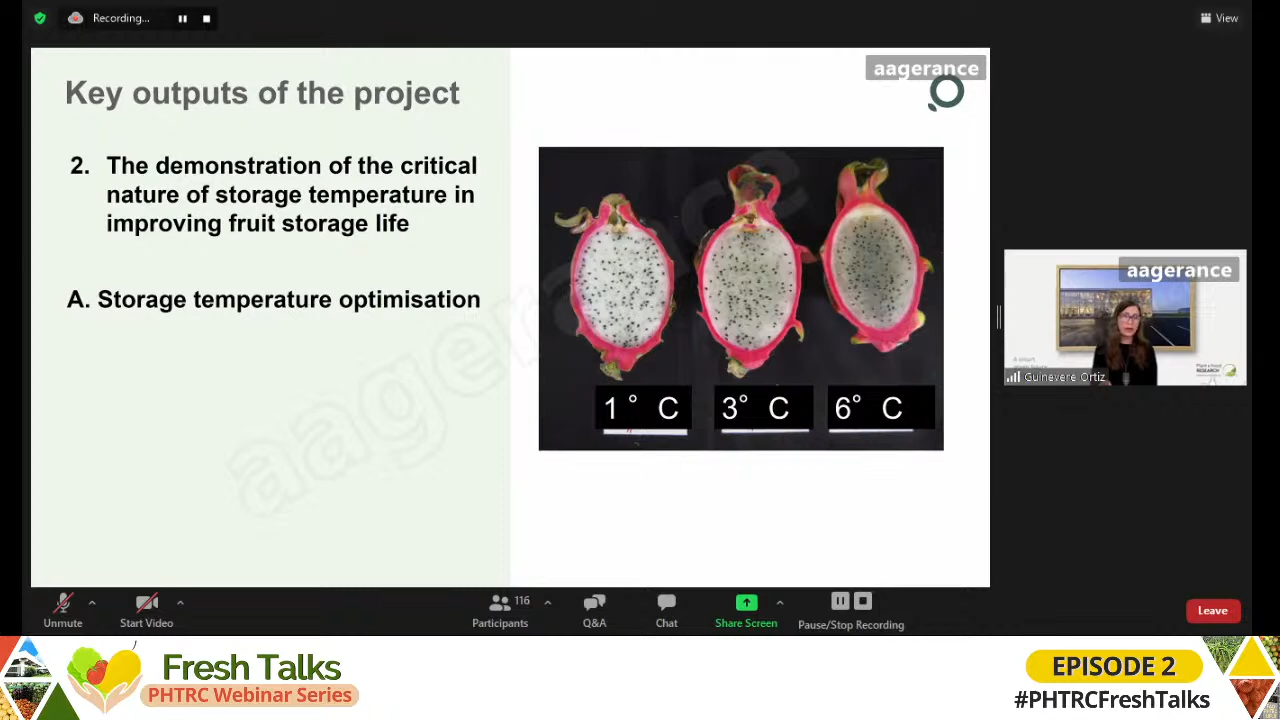 Recording...
View
Key outputs of the project
aagerance
2. The demonstration of the critical
nature of storage temperature in
improving fruit storage life
A. Storage temperature optimisation
1° C
3° C
6° C
aagerance
aagerance
RESEARCH
Guinevere Ortiz
Unmute
Start Video
116
Participants
Q&A
Chat
Share Screen
Pause/Stop Recording
Leave
Fresh Talks
PHTRC Webinar Series
EPISODE 2
#PHTRCFreshTalks